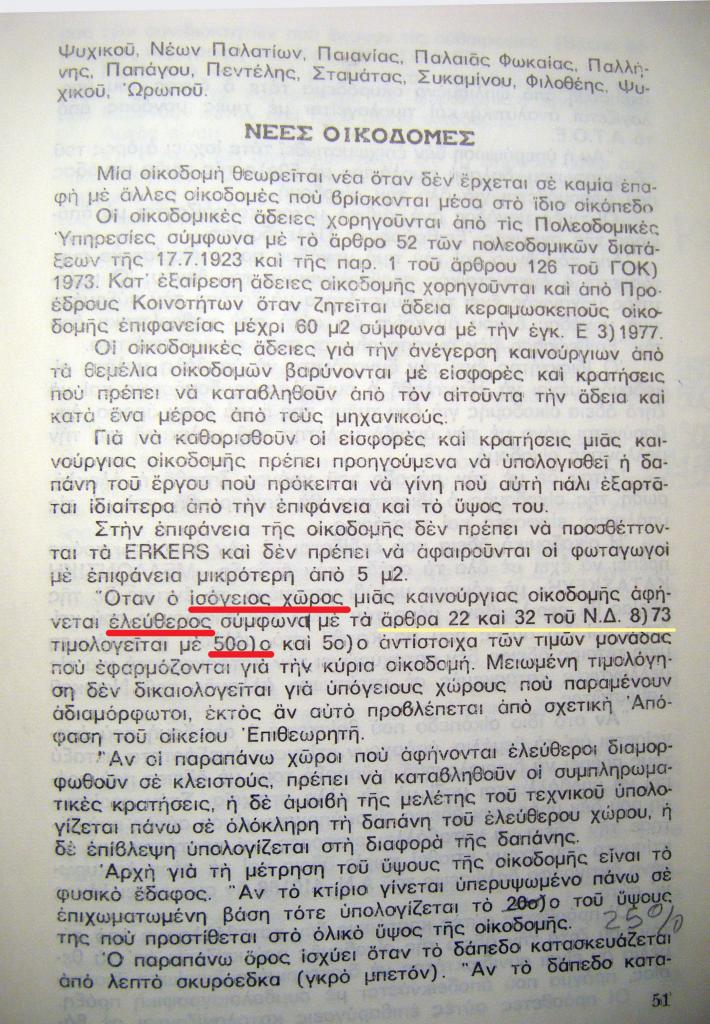 Ψυχικοῦ, Νέων Παλατίων, Παιανίας, Παλαιᾶς Φωκαίας, Παλλή-
νης, Παπάγου, Πεντέλης, Σταμάτας, Συκαμίνου, Φιλοθέης, Ψυ-
χικοῦ, Ὠρωποῦ.
ΝΕΕΣ ΟΙΚΟΔΟΜΕΣ
Μία οἰκοδομή θεωρεῖται νέα ὅταν δὲν ἔρχεται σέ καμία ἐπα-
φὴ μὲ ἄλλες οἰκοδομὲς ποὺ βρίσκονται μέσα στὸ ἴδιο οἰκόπεδο
Οἱ οἰκοδομικὲς ἄδειες χορηγοῦνται ἀπὸ τὶς Πολεοδομικὲς
Ὑπηρεσίες σύμφωνα μὲ τὸ ἄρθρο 52 τῶν πολεοδομικῶν διατά-
ξεων τῆς 17.7.1923 καὶ τῆς παρ. 1 τοῦ ἄρθρου 126 τοῦ ΓΟΚ)
1973. Κατ' ἐξαίρεση ἄδειες οἰκοδομῆς χορηγοῦνται καὶ ἀπὸ Προ-
έδρους Κοινοτήτων ὅταν ζητεῖται ἄδεια κεραμωσκεποῦς οἰκο-
δομῆς ἐπιφανείας μέχρι 60 μ2 σύμφωνα μὲ τὴν ἐγκ. Ε 3) 1977.
Οἱ οἰκοδομικὲς ἄδειες γιὰ τὴν ἀνέγερση καινούργιων ἀπὸ
τὰ θεμέλια οἰκοδομῶν βαρύνονται μὲ εἰσφορὲς καὶ κρατήσεις
ποὺ πρέπει νὰ καταβληθοῦν ἀπὸ τὸν αἰτοῦντα τὴν ἄδεια καὶ
κατὰ ἕνα μέρος ἀπὸ τοὺς μηχανικούς.
Γιὰ νὰ καθορισθοῦν οἱ εἰσφορὲς καὶ κρατήσεις μιᾶς και-
νούργιας οἰκοδομῆς πρέπει προηγούμενα νὰ ὑπολογισθεῖ ἡ δα-
πάνη τοῦ ἔργου ποὺ πρόκειται νὰ γίνη ποὺ αὐτὴ πάλι ἐξαρτᾶ-
ται ἰδιαίτερα ἀπὸ τὴν ἐπιφάνεια καὶ τὸ ὕψος του.
Στὴν ἐπιφάνεια τῆς οἰκοδομῆς δὲν πρέπει νὰ προσθέττον-
ται τὰ ERKERS καὶ δὲν πρέπει νὰ ἀφαιροῦνται οἱ φωταγωγοὶ
μὲ ἐπιφάνεια μικρότερη ἀπὸ 5 μ2.
Ὅταν ὁ ἰσόγειος χῶρος μιᾶς καινούργιας οἰκοδομῆς ἀφή-
νεται ἐλεύθερος σύμφωνα μὲ τὰ ἄρθρα 22 καὶ 32 τοῦ Ν.Δ. 8)73
τιμολογεῖται μὲ 50ο)ο καὶ 5ο)ο ἀντίστοιχα τῶν τιμῶν μονάδας
ποὺ ἐφαρμόζονται γιὰ τὴν κύρια οἰκοδομή. Μειωμένη τιμολόγη-
ση δὲν δικαιολογεῖται γιὰ ὑπόγειους χώρους ποὺ παραμένουν
ἀδιαμόρφωτοι, ἐκτὸς ἂν αὐτὸ προβλέπεται ἀπὸ σχετικὴ Ἀπό-
φαση τοῦ οἰκείου Ἐπιθεωρητῆ.
Ἂν οἱ παραπάνω χῶροι ποὺ ἀφήνονται ἐλεύθεροι διαμορ-
φωθοῦν σὲ κλειστούς, πρέπει νὰ καταβληθοῦν οἱ συμπληρωμα-
τικὲς κρατήσεις, ἡ δὲ ἀμοιβὴ τῆς μελέτης τοῦ τεχνικοῦ ὑπολο-
γίζεται πάνω σὲ ὁλόκληρη τὴ δαπάνη τοῦ ἐλεύθερου χώρου, ἡ
δὲ ἐπίβλεψη ὑπολογίζεται στὴ διαφορὰ τῆς δαπάνης.
Ἀρχὴ γιὰ τὴ μέτρηση τοῦ ὕψους τῆς οἰκοδομῆς εἶναι τὸ
φυσικὸ ἔδαφος. Ἂν τὸ κτίριο γίνεται ὑπερυψωμένο πάνω σὲ
ἐπιχωματωμένη βάση τότε ὑπολογίζεται τὸ 20ο)ο τοῦ ὕψους
της ποὺ προστίθεται στὸ ὁλικὸ ὕψος τῆς οἰκοδομῆς. 25%
Ὁ παραπάνω ὅρος ἰσχύει ὅταν τὸ δάπεδο κατασκευάζεται
ἀπὸ λεπτὸ σκυρόεδκα (γκρὸ μπετόν). Ἂν τὸ δάπεδο κατα-
51